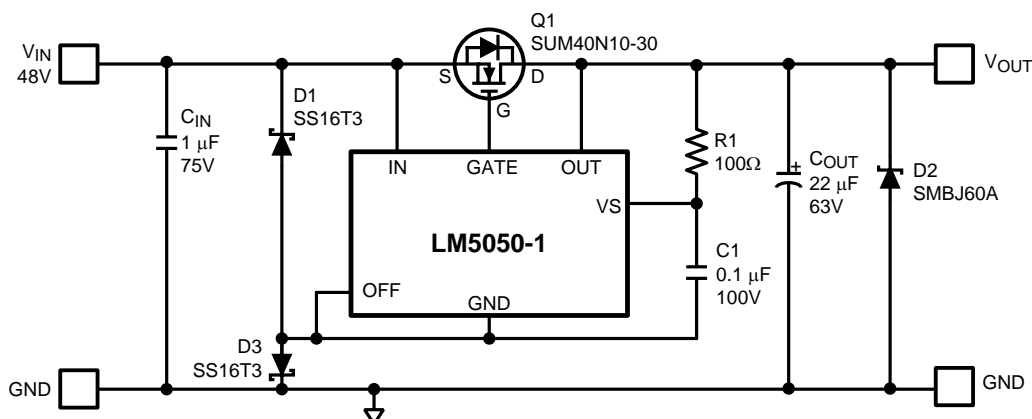 Q1
SUM40N10-30
VIN
48V
S
D
G
VOUT
D1
SS16T3
CIN
1 μF
75V
IN
GATE
OUT
R1
100Ω
COUT
+
22 μF
63V
D2
SMBJ60A
VS
LM5050-1
C1
0.1 μF
100V
OFF
GND
D3
SS16T3
GND
GND